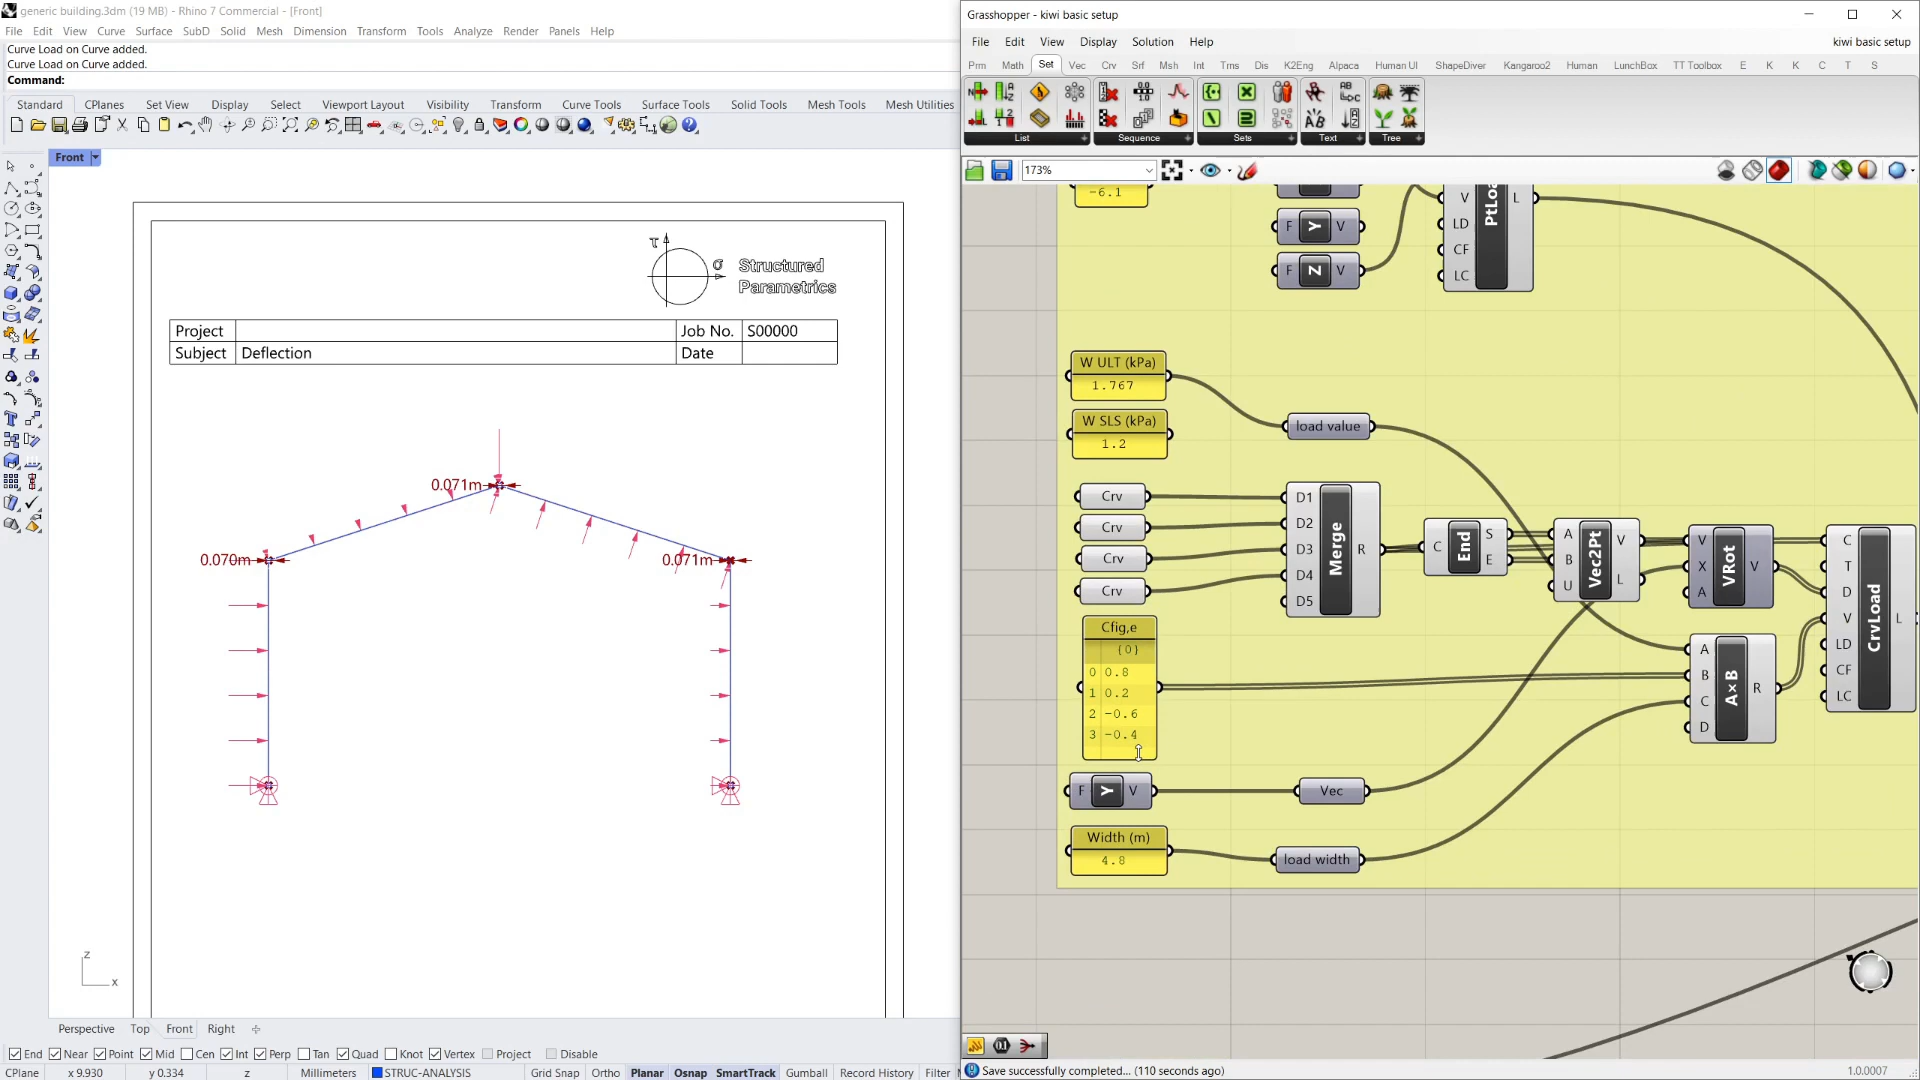 generic building.3dm (19 MB) - Rhino 7 Commercial - [Front]
File Edit View Curve Surface SubD Solid Mesh Dimension Transform Tools Analyze Render Panels Help
Curve Load on Curve added.
Curve Load on Curve added.
Command:
Standard CPlanes Set View Display Select Viewport Layout Visibility Transform Curve Tools Surface Tools Solid Tools Mesh Tools Mesh Utilities
Front
τ
σ
Structured
Parametrics
Project Job No. S00000
Subject Deflection Date
0.071m
0.070m
0.071m
z
x
Perspective Top Front Right
End Near Point Mid Cen Int Perp Tan Quad Knot Vertex Project Disable
CPlane x 9.930 y 0.334 z Millimeters STRUC-ANALYSIS Grid Snap Ortho Planar Osnap SmartTrack Gumball Record History Filter
Grasshopper - kiwi basic setup
File Edit View Display Solution Help kiwi basic setup
Prm Math Set Vec Crv Srf Msh Int Trns Dis K2Eng Alpaca Human UI ShapeDiver Kangaroo2 Human LunchBox TT Toolbox E K K C T S
List Sequence Sets Text Tree
173%
-6.1
F Y V
F Z V
V LD CF LC
PtLoa
L
W ULT (kPa)
1.767
W SLS (kPa)
1.2
load value
Crv
Crv
Crv
Crv
D1
D2
D3
D4
D5
Merge
R
C End S E
A B U Vec2Pt V L
V X A VRot V
C T D V LD CF LC
CrvLoad
L
Cfig,e
{0}
0 0.8
1 0.2
2 -0.6
3 -0.4
A B C D A×B R
F Y V
Vec
Width (m)
4.8
load width
Save successfully completed... (110 seconds ago)
1.0.0007